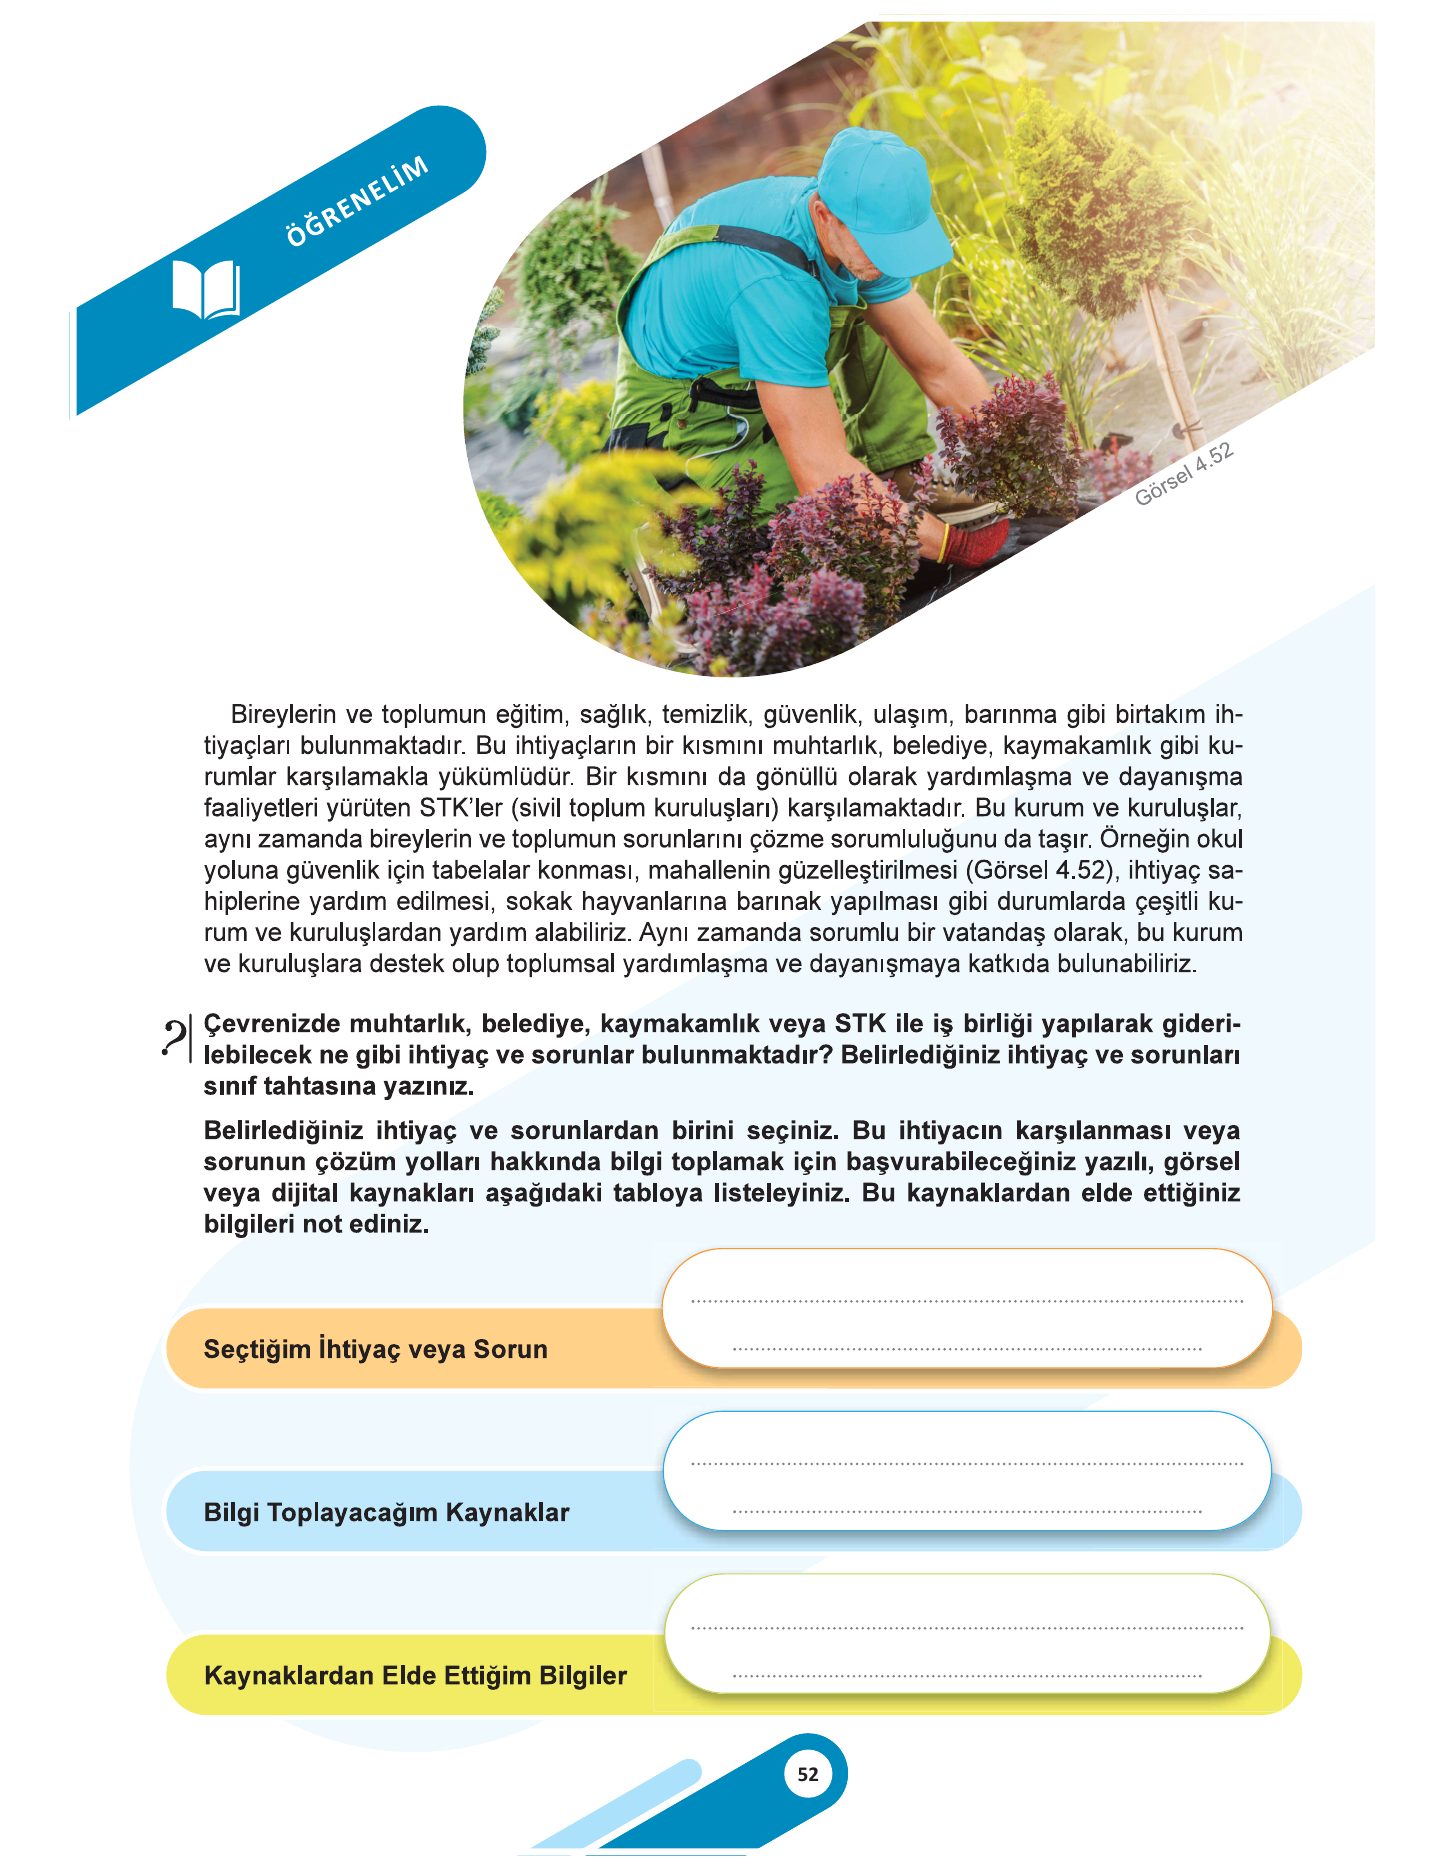 ÖĞRENELİM
Görsel 4.52
Bireylerin ve toplumun eğitim, sağlık, temizlik, güvenlik, ulaşım, barınma gibi birtakım ih-
tiyaçları bulunmaktadır. Bu ihtiyaçların bir kısmını muhtarlık, belediye, kaymakamlık gibi ku-
rumlar karşılamakla yükümlüdür. Bir kısmını da gönüllü olarak yardımlaşma ve dayanışma
faaliyetleri yürüten STK’ler (sivil toplum kuruluşları) karşılamaktadır. Bu kurum ve kuruluşlar,
aynı zamanda bireylerin ve toplumun sorunlarını çözme sorumluluğunu da taşır. Örneğin okul
yoluna güvenlik için tabelalar konması, mahallenin güzelleştirilmesi (Görsel 4.52), ihtiyaç sa-
hiplerine yardım edilmesi, sokak hayvanlarına barınak yapılması gibi durumlarda çeşitli ku-
rum ve kuruluşlardan yardım alabiliriz. Aynı zamanda sorumlu bir vatandaş olarak, bu kurum
ve kuruluşlara destek olup toplumsal yardımlaşma ve dayanışmaya katkıda bulunabiliriz.
? Çevrenizde muhtarlık, belediye, kaymakamlık veya STK ile iş birliği yapılarak gideri-
lebilecek ne gibi ihtiyaç ve sorunlar bulunmaktadır? Belirlediğiniz ihtiyaç ve sorunları
sınıf tahtasına yazınız.
Belirlediğiniz ihtiyaç ve sorunlardan birini seçiniz. Bu ihtiyacın karşılanması veya
sorunun çözüm yolları hakkında bilgi toplamak için başvurabileceğiniz yazılı, görsel
veya dijital kaynakları aşağıdaki tabloya listeleyiniz. Bu kaynaklardan elde ettiğiniz
bilgileri not ediniz.
Seçtiğim İhtiyaç veya Sorun
Bilgi Toplayacağım Kaynaklar
Kaynaklardan Elde Ettiğim Bilgiler
52